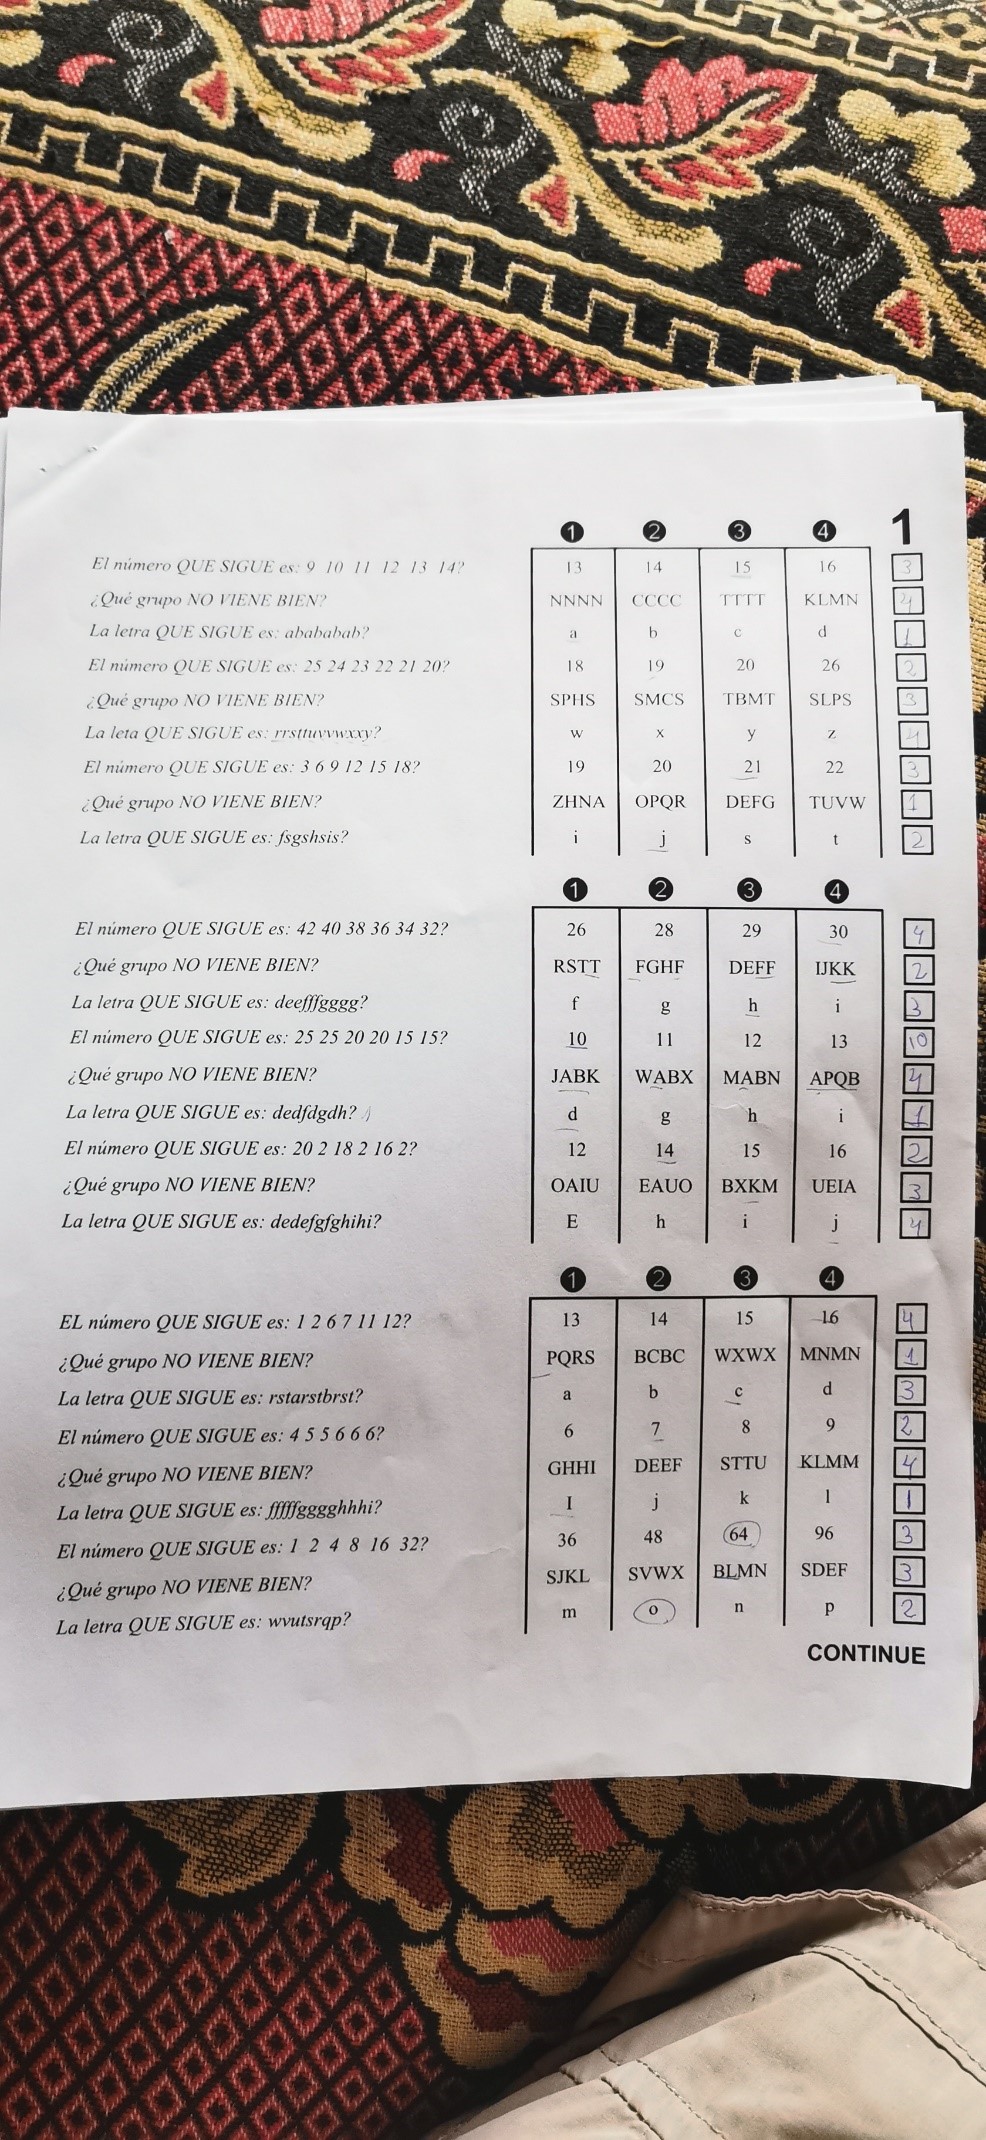 ❶ ❷ ❸ ❹ 1
El número QUE SIGUE es: 9 10 11 12 13 14? 13 14 15 16 3
¿Qué grupo NO VIENE BIEN? NNNN CCCC TTTT KLMN 4
La letra QUE SIGUE es: abababab? a b c d 1
El número QUE SIGUE es: 25 24 23 22 21 20? 18 19 20 26 2
¿Qué grupo NO VIENE BIEN? SPHS SMCS TBMT SLPS 3
La leta QUE SIGUE es: rrsttuvvwxxy? w x y z 4
El número QUE SIGUE es: 3 6 9 12 15 18? 19 20 21 22 3
¿Qué grupo NO VIENE BIEN? ZHNA OPQR DEFG TUVW 1
La letra QUE SIGUE es: fsgshsis? i j s t 2
❶ ❷ ❸ ❹
El número QUE SIGUE es: 42 40 38 36 34 32? 26 28 29 30 4
¿Qué grupo NO VIENE BIEN? RSTT FGHF DEFF IJKK 2
La letra QUE SIGUE es: deefffgggg? f g h i 3
El número QUE SIGUE es: 25 25 20 20 15 15? 10 11 12 13 10
¿Qué grupo NO VIENE BIEN? JABK WABX MABN APQB 4
La letra QUE SIGUE es: dedfdgdh? d g h i 1
El número QUE SIGUE es: 20 2 18 2 16 2? 12 14 15 16 2
¿Qué grupo NO VIENE BIEN? OAIU EAUO BXKM UEIA 3
La letra QUE SIGUE es: dedefgfghihi? E h i j 4
❶ ❷ ❸ ❹
EL número QUE SIGUE es: 1 2 6 7 11 12? 13 14 15 16 4
¿Qué grupo NO VIENE BIEN? PQRS BCBC WXWX MNMN 1
La letra QUE SIGUE es: rstarstbrst? a b c d 3
El número QUE SIGUE es: 4 5 5 6 6 6? 6 7 8 9 2
¿Qué grupo NO VIENE BIEN? GHHI DEEF STTU KLMM 4
La letra QUE SIGUE es: fffffgggghhhi? I j k l 1
El número QUE SIGUE es: 1 2 4 8 16 32? 36 48 64 96 3
¿Qué grupo NO VIENE BIEN? SJKL SVWX BLMN SDEF 3
La letra QUE SIGUE es: wvutsrqp? m o n p 2
CONTINUE